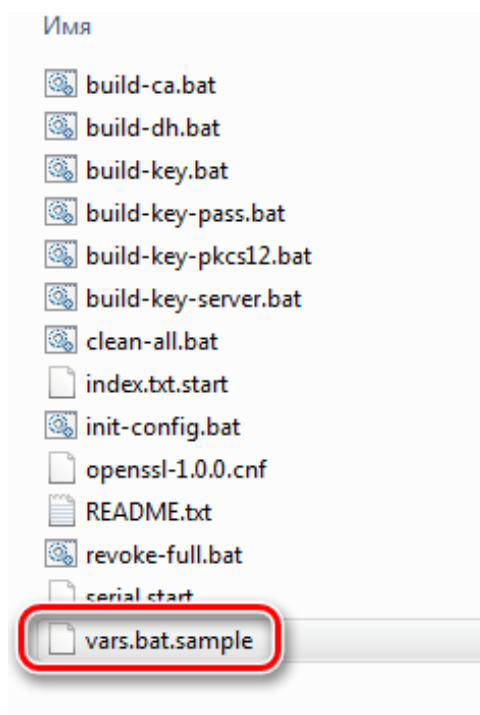 Имя
build-ca.bat
build-dh.bat
build-key.bat
build-key-pass.bat
build-key-pkcs12.bat
build-key-server.bat
clean-all.bat
index.txt.start
init-config.bat
openssl-1.0.0.cnf
README.txt
revoke-full.bat
serial.start
vars.bat.sample